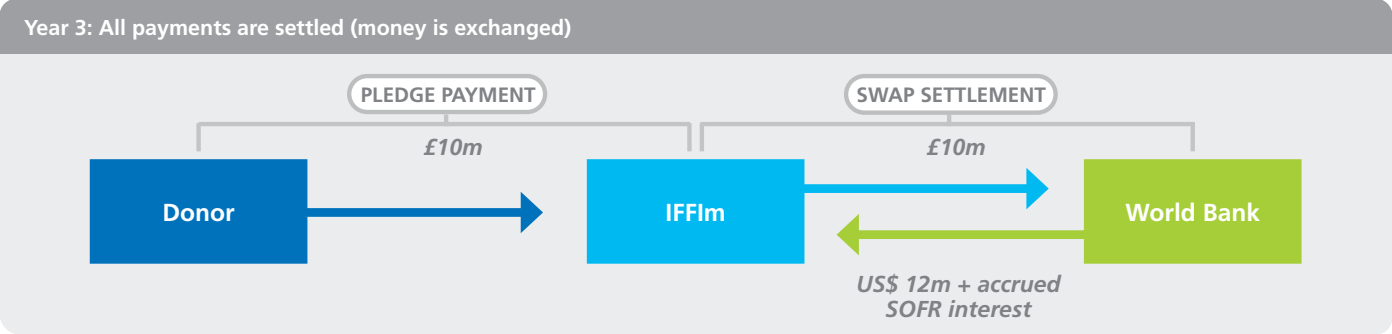 Year 3: All payments are settled (money is exchanged)
PLEDGE PAYMENT
SWAP SETTLEMENT
£10m
£10m
Donor
IFFIm
World Bank
US$ 12m + accrued
SOFR interest